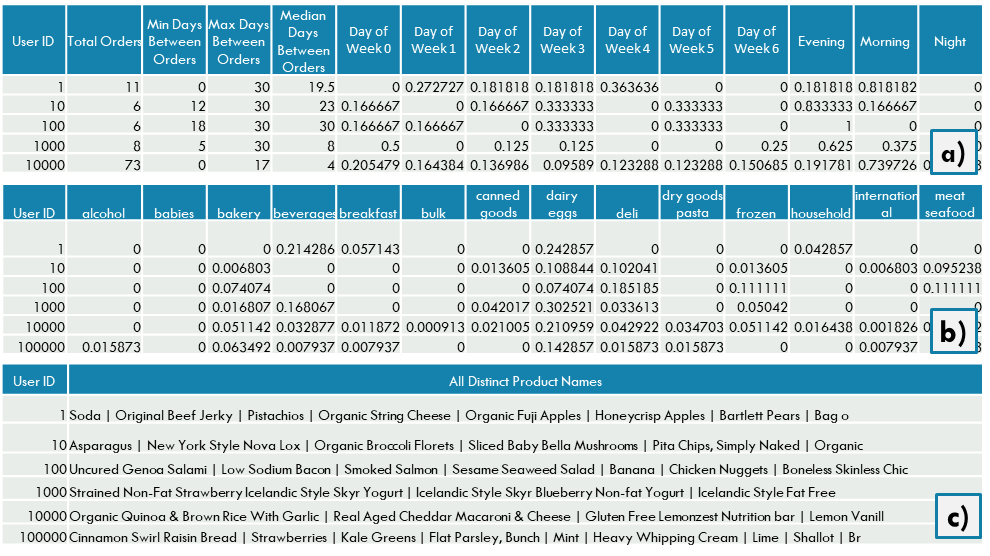 User ID Total Orders Min Days Between Orders Max Days Between Orders Median Days Between Orders Day of Week 0 Day of Week 1 Day of Week 2 Day of Week 3 Day of Week 4 Day of Week 5 Day of Week 6 Evening Morning Night
1 11 0 30 19.5 0 0.272727 0.181818 0.181818 0.363636 0 0 0.181818 0.818182 0
10 6 12 30 23 0.166667 0 0.166667 0.333333 0 0.333333 0 0.833333 0.166667 0
100 6 18 30 30 0.166667 0.166667 0 0.333333 0 0.333333 0 1 0
1000 8 5 30 8 0.5 0 0.125 0.125 0 0 0.25 0.625 0.375
10000 73 0 17 4 0.205479 0.164384 0.136986 0.09589 0.123288 0.123288 0.150685 0.191781 0.739726
a)
User ID alcohol babies bakery beverages breakfast bulk canned goods dairy eggs deli dry goods pasta frozen household international meat seafood
1 0 0 0 0.214286 0.057143 0 0 0.242857 0 0 0 0.042857 0 0
10 0 0 0.006803 0 0 0 0.013605 0.108844 0.102041 0 0.013605 0 0.006803 0.095238
100 0 0 0.074074 0 0 0 0 0.074074 0.185185 0 0.111111 0 0 0.111111
1000 0 0 0.016807 0.168067 0 0 0.042017 0.302521 0.033613 0 0.05042 0 0
10000 0 0 0.051142 0.032877 0.011872 0.000913 0.021005 0.210959 0.042922 0.034703 0.051142 0.016438 0.001826
100000 0.015873 0 0.063492 0.007937 0.007937 0 0 0.142857 0.015873 0.015873 0 0 0.007937
b)
User ID All Distinct Product Names
1 Soda | Original Beef Jerky | Pistachios | Organic String Cheese | Organic Fuji Apples | Honeycrisp Apples | Bartlett Pears | Bag o
10 Asparagus | New York Style Nova Lox | Organic Broccoli Florets | Sliced Baby Bella Mushrooms | Pita Chips, Simply Naked | Organic
100 Uncured Genoa Salami | Low Sodium Bacon | Smoked Salmon | Sesame Seaweed Salad | Banana | Chicken Nuggets | Boneless Skinless Chic
1000 Strained Non-Fat Strawberry Icelandic Style Skyr Yogurt | Icelandic Style Skyr Blueberry Non-fat Yogurt | Icelandic Style Fat Free
10000 Organic Quinoa & Brown Rice With Garlic | Real Aged Cheddar Macaroni & Cheese | Gluten Free Lemonzest Nutrition bar | Lemon Vanill
100000 Cinnamon Swirl Raisin Bread | Strawberries | Kale Greens | Flat Parsley, Bunch | Mint | Heavy Whipping Cream | Lime | Shallot | Br
c)